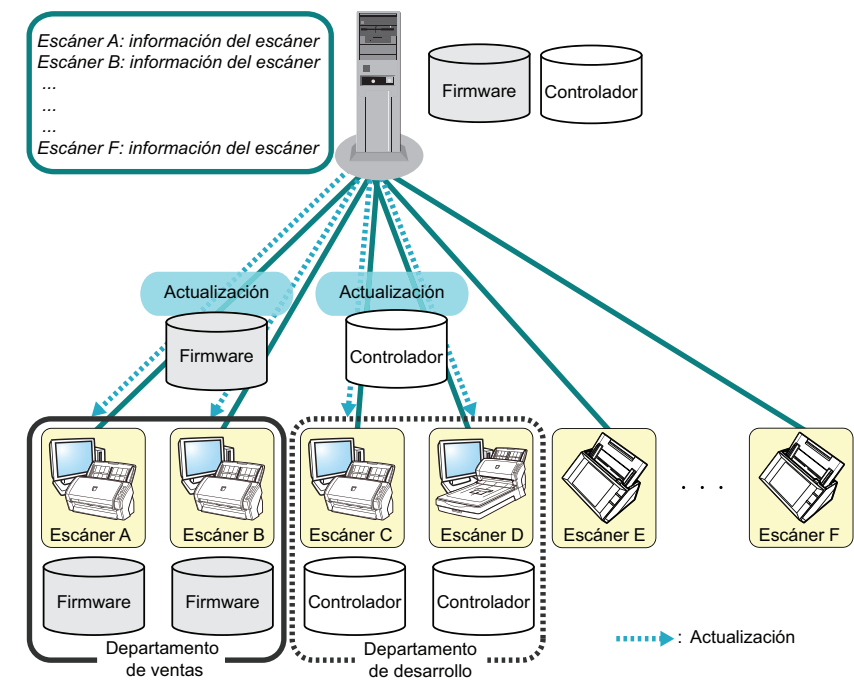 Escáner A: información del escáner
Escáner B: información del escáner
...
...
...
Escáner F: información del escáner
Firmware
Controlador
Actualización
Actualización
Firmware
Controlador
Escáner A
Escáner B
Escáner C
Escáner D
Escáner E
. . .
Escáner F
Firmware
Firmware
Controlador
Controlador
Departamento
de ventas
Departamento
de desarrollo
: Actualización